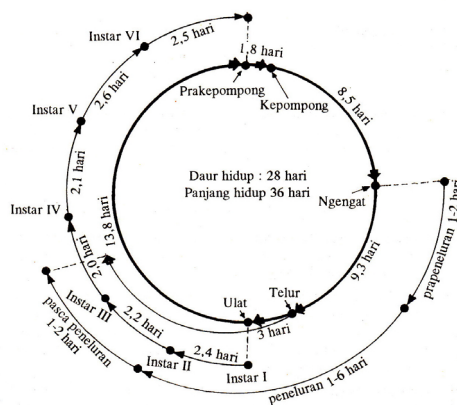 Instar VI
2,5 hari
1,8 hari
Prakepompong
Kepompong
8,5 hari
2,6 hari
Instar V
2,1 hari
Daur hidup : 28 hari
Panjang hidup 36 hari
Ngengat
Instar IV
13,8 hari
prapeneluran 1-2 hari
2,0 hari
9,3 hari
Telur
Ulat
3 hari
Instar III
2,2 hari
pasca peneluran
1-2 hari
Instar II
2,4 hari
Instar I
peneluran 1-6 hari